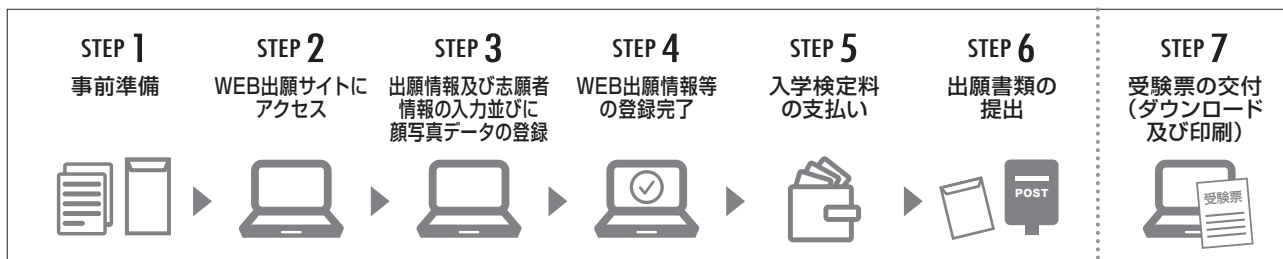 STEP 1
事前準備
STEP 2
WEB出願サイトに
アクセス
STEP 3
出願情報及び志願者
情報の入力並びに
顔写真データの登録
STEP 4
WEB出願情報等
の登録完了
STEP 5
入学検定料
の支払い
STEP 6
出願書類の
提出
POST
STEP 7
受験票の交付
(ダウンロード
及び印刷)
受験票